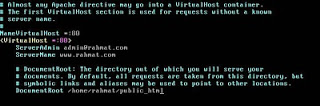 # Almost any Apache directive may go into a VirtualHost container.
# The first VirtualHost section is used for requests without a known
# server name.
#
NameVirtualHost *:80
<VirtualHost *:80>
ServerAdmin admin@rahmat.com
ServerName www.rahmat.com
# DocumentRoot: The directory out of which you will serve your
# documents. By default, all requests are taken from this directory, but
# symbolic links and aliases may be used to point to other locations.
DocumentRoot /home/rahmat/public_html